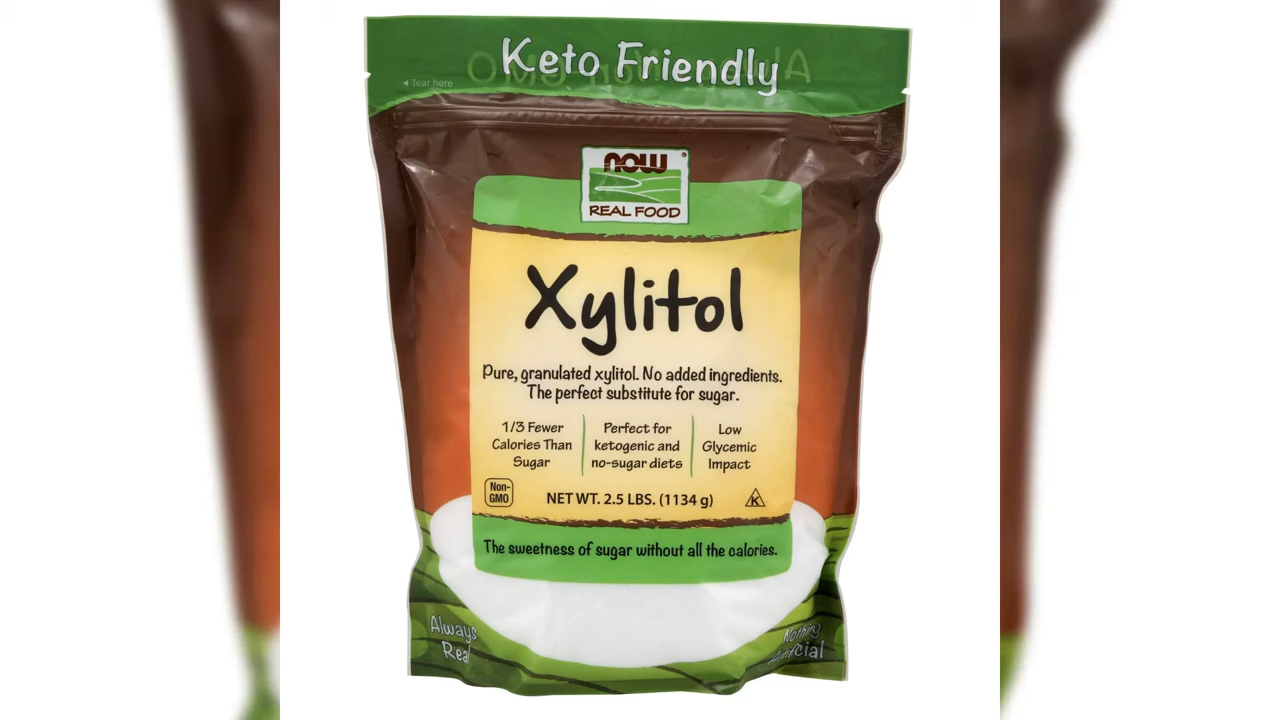 Keto Friendly
◄ Tear here
NOW®
REAL FOOD
Xylitol
Pure, granulated xylitol. No added ingredients.
The perfect substitute for sugar.
1/3 Fewer
Calories Than
Sugar
Perfect for
ketogenic and
no-sugar diets
Low
Glycemic
Impact
Non-
GMO
NET WT. 2.5 LBS. (1134 g)
K
The sweetness of sugar without all the calories.
Always
Real
Nothing
Artificial